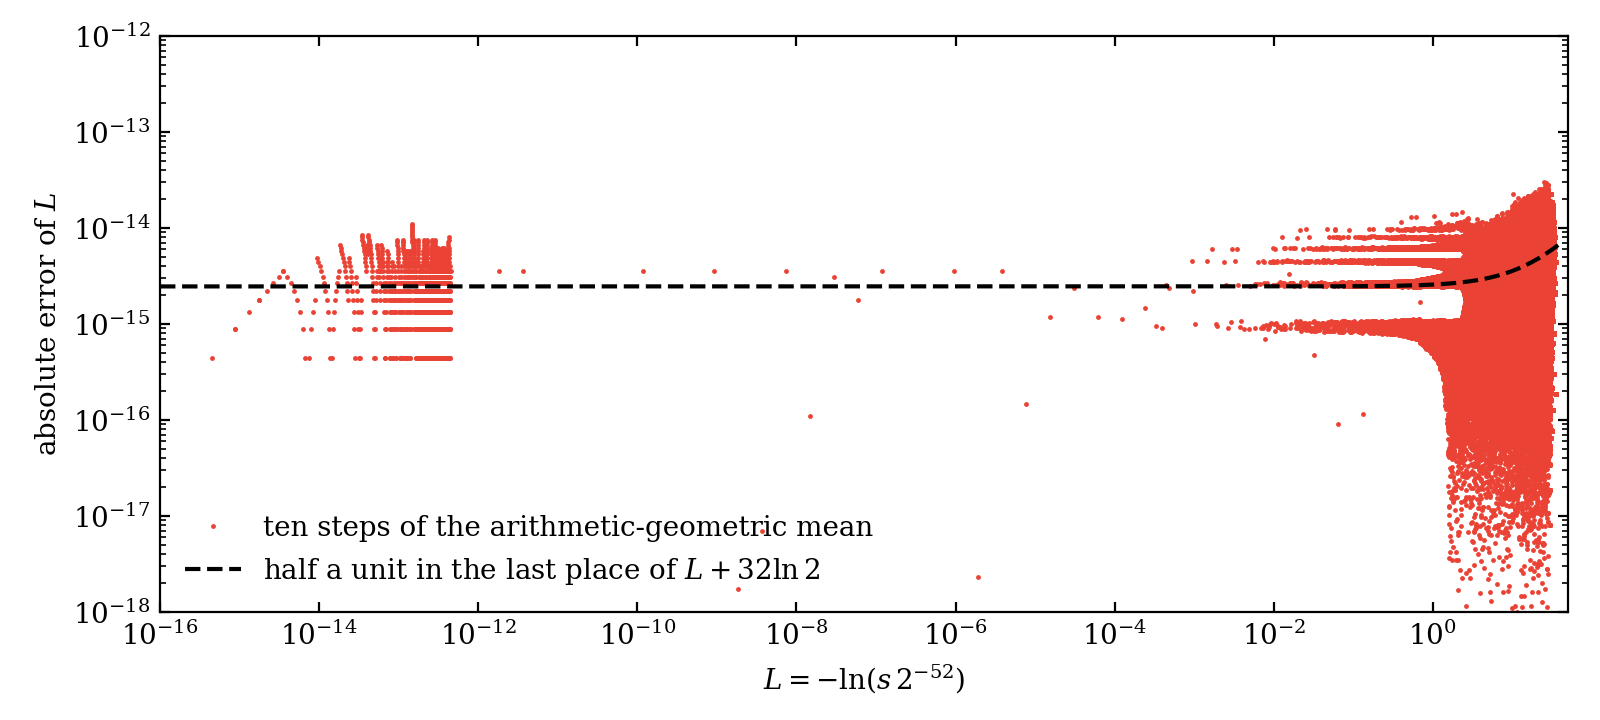 10⁻¹²
10⁻¹³
10⁻¹⁴
10⁻¹⁵
10⁻¹⁶
10⁻¹⁷
10⁻¹⁸
absolute error of L
ten steps of the arithmetic-geometric mean
half a unit in the last place of L + 32ln 2
10⁻¹⁶ 10⁻¹⁴ 10⁻¹² 10⁻¹⁰ 10⁻⁸ 10⁻⁶ 10⁻⁴ 10⁻² 10⁰
L = −ln(s 2⁻⁵²)